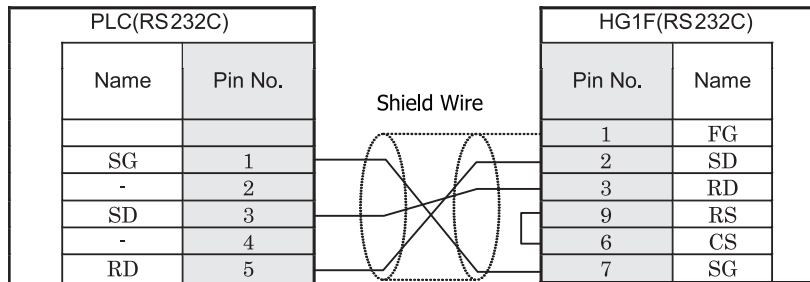 PLC(RS232C) HG1F(RS232C)
Name Pin No. Pin No. Name
Shield Wire
1 FG
SG 1 2 SD
- 2 3 RD
SD 3 9 RS
- 4 6 CS
RD 5 7 SG